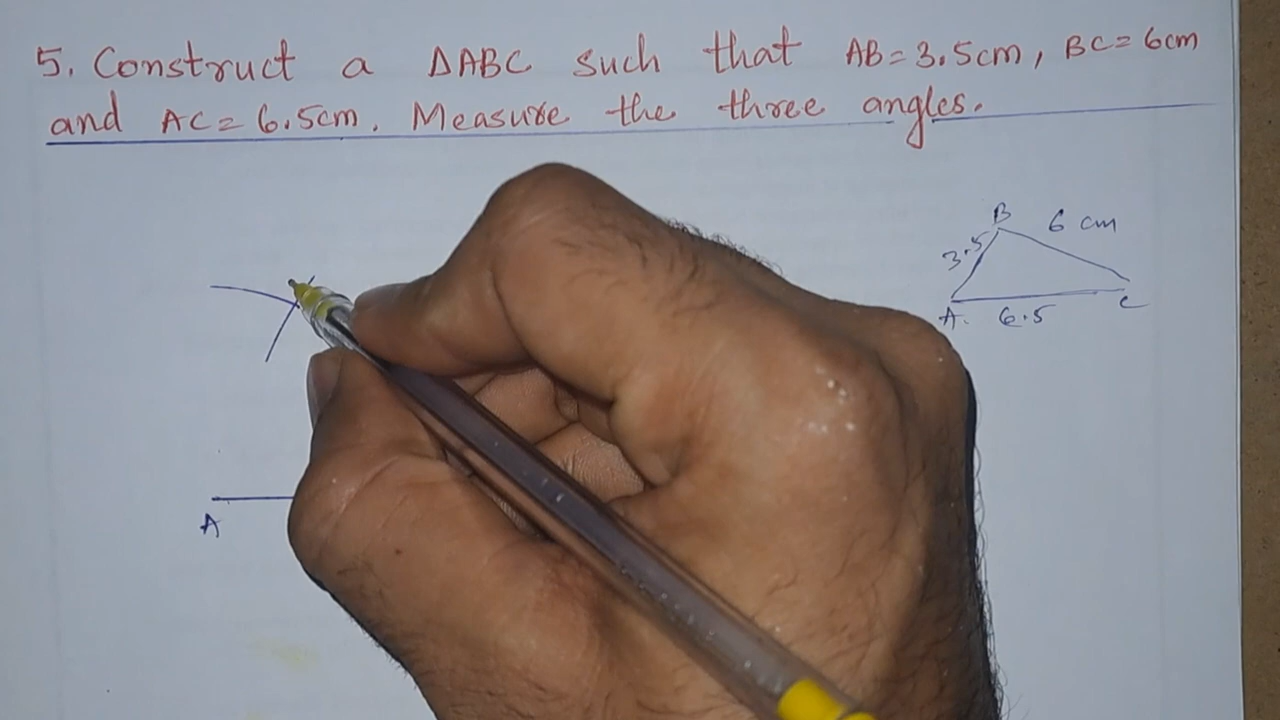 5. Construct a ΔABC such that AB=3.5cm, BC=6cm
and AC=6.5cm. Measure the three angles.
B 6 cm
3.5
A. 6.5 C
A